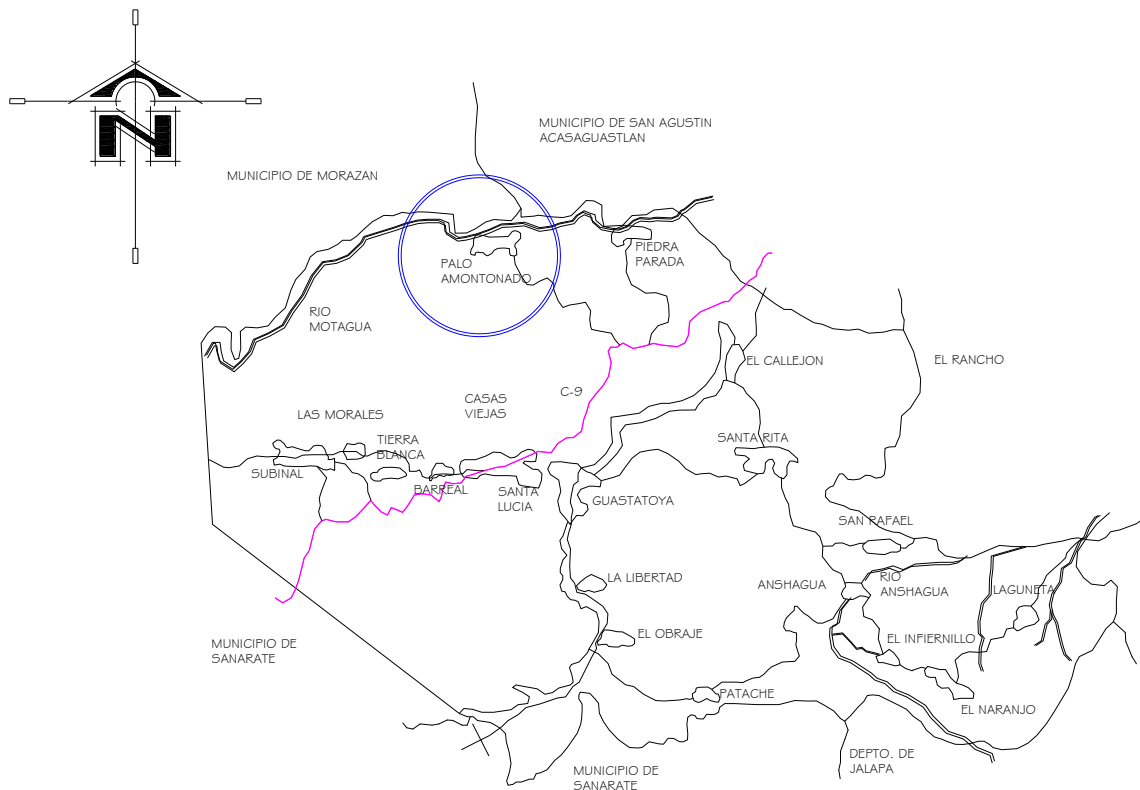 MUNICIPIO DE SAN AGUSTIN
ACASAGUASTLAN
N
MUNICIPIO DE MORAZAN
PIEDRA
PARADA
PALO
AMONTONADO
RIO
MOTAGUA
EL CALLEJON
EL RANCHO
C-9
CASAS
VIEJAS
LAS MORALES
TIERRA
BLANCA
SANTA RITA
SUBINAL
BARREAL
SANTA
LUCIA
GUASTATOYA
SAN RAFAEL
LA LIBERTAD
ANSHAGUA
RIO
ANSHAGUA
LAGUNETA
EL OBRAJE
EL INFIERNILLO
MUNICIPIO DE
SANARATE
PATACHE
EL NARANJO
DEPTO. DE
JALAPA
MUNICIPIO DE
SANARATE